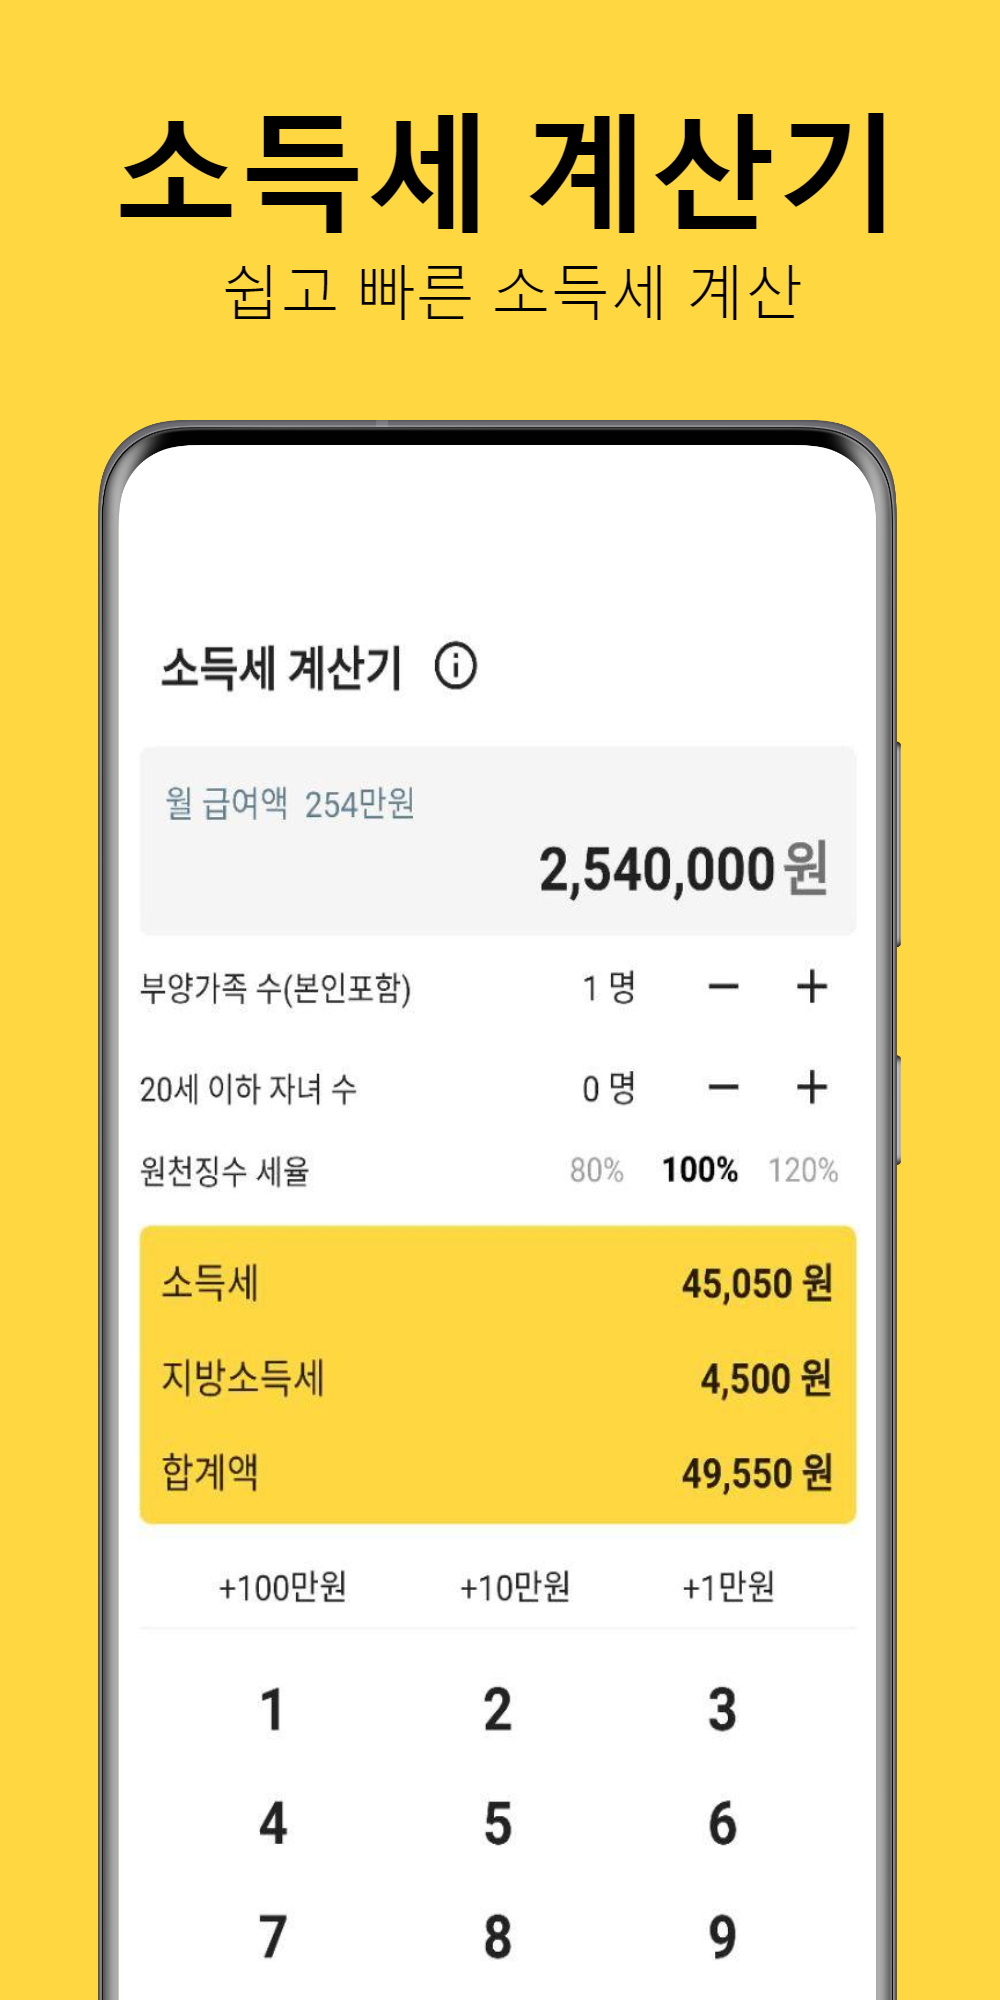 소득세 계산기
쉽고 빠른 소득세 계산
소득세 계산기
월 급여액 254만원
2,540,000원
부양가족 수(본인포함) 1 명 − +
20세 이하 자녀 수 0 명 − +
원천징수 세율 80% 100% 120%
소득세 45,050 원
지방소득세 4,500 원
합계액 49,550 원
+100만원 +10만원 +1만원
1 2 3
4 5 6
7 8 9